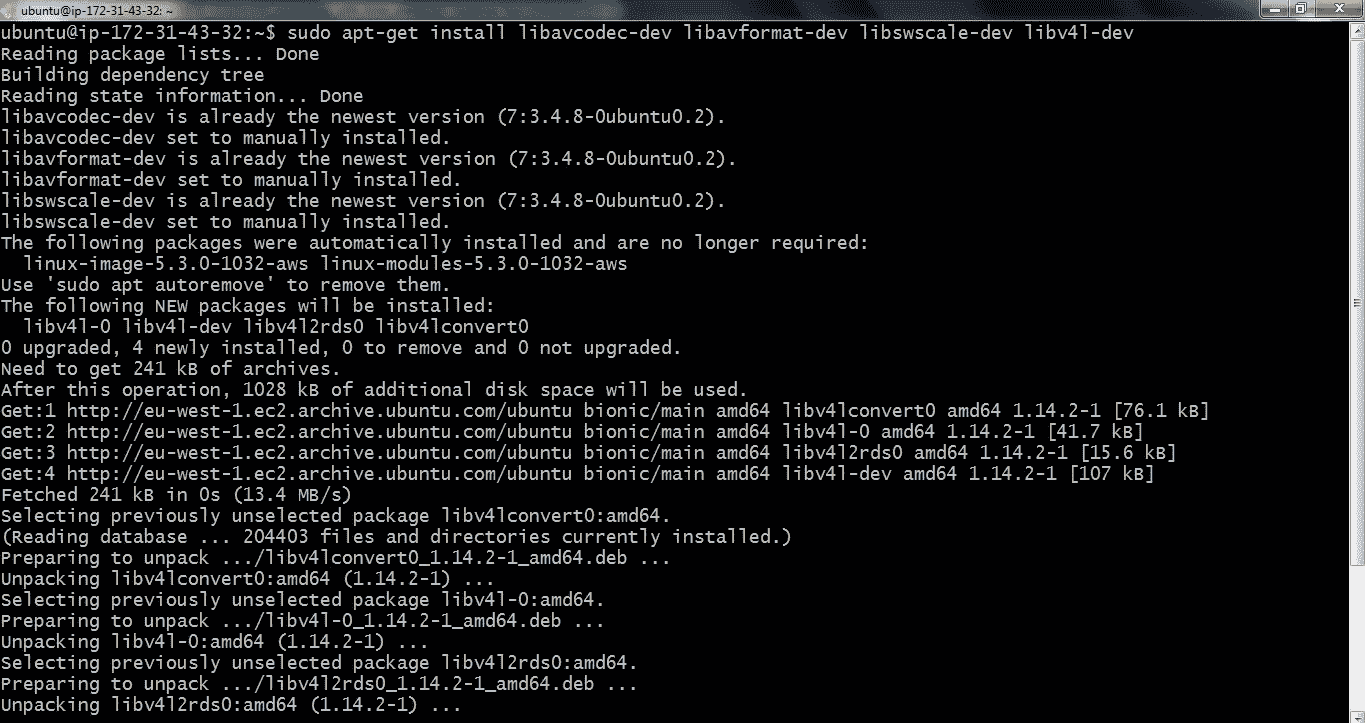 ubuntu@ip-172-31-43-32: ~
ubuntu@ip-172-31-43-32:~$ sudo apt-get install libavcodec-dev libavformat-dev libswscale-dev libv4l-dev
Reading package lists... Done
Building dependency tree
Reading state information... Done
libavcodec-dev is already the newest version (7:3.4.8-0ubuntu0.2).
libavcodec-dev set to manually installed.
libavformat-dev is already the newest version (7:3.4.8-0ubuntu0.2).
libavformat-dev set to manually installed.
libswscale-dev is already the newest version (7:3.4.8-0ubuntu0.2).
libswscale-dev set to manually installed.
The following packages were automatically installed and are no longer required:
  linux-image-5.3.0-1032-aws linux-modules-5.3.0-1032-aws
Use 'sudo apt autoremove' to remove them.
The following NEW packages will be installed:
  libv4l-0 libv4l-dev libv4l2rds0 libv4lconvert0
0 upgraded, 4 newly installed, 0 to remove and 0 not upgraded.
Need to get 241 kB of archives.
After this operation, 1028 kB of additional disk space will be used.
Get:1 http://eu-west-1.ec2.archive.ubuntu.com/ubuntu bionic/main amd64 libv4lconvert0 amd64 1.14.2-1 [76.1 kB]
Get:2 http://eu-west-1.ec2.archive.ubuntu.com/ubuntu bionic/main amd64 libv4l-0 amd64 1.14.2-1 [41.7 kB]
Get:3 http://eu-west-1.ec2.archive.ubuntu.com/ubuntu bionic/main amd64 libv4l2rds0 amd64 1.14.2-1 [15.6 kB]
Get:4 http://eu-west-1.ec2.archive.ubuntu.com/ubuntu bionic/main amd64 libv4l-dev amd64 1.14.2-1 [107 kB]
Fetched 241 kB in 0s (13.4 MB/s)
Selecting previously unselected package libv4lconvert0:amd64.
(Reading database ... 204403 files and directories currently installed.)
Preparing to unpack .../libv4lconvert0_1.14.2-1_amd64.deb ...
Unpacking libv4lconvert0:amd64 (1.14.2-1) ...
Selecting previously unselected package libv4l-0:amd64.
Preparing to unpack .../libv4l-0_1.14.2-1_amd64.deb ...
Unpacking libv4l-0:amd64 (1.14.2-1) ...
Selecting previously unselected package libv4l2rds0:amd64.
Preparing to unpack .../libv4l2rds0_1.14.2-1_amd64.deb ...
Unpacking libv4l2rds0:amd64 (1.14.2-1) ...